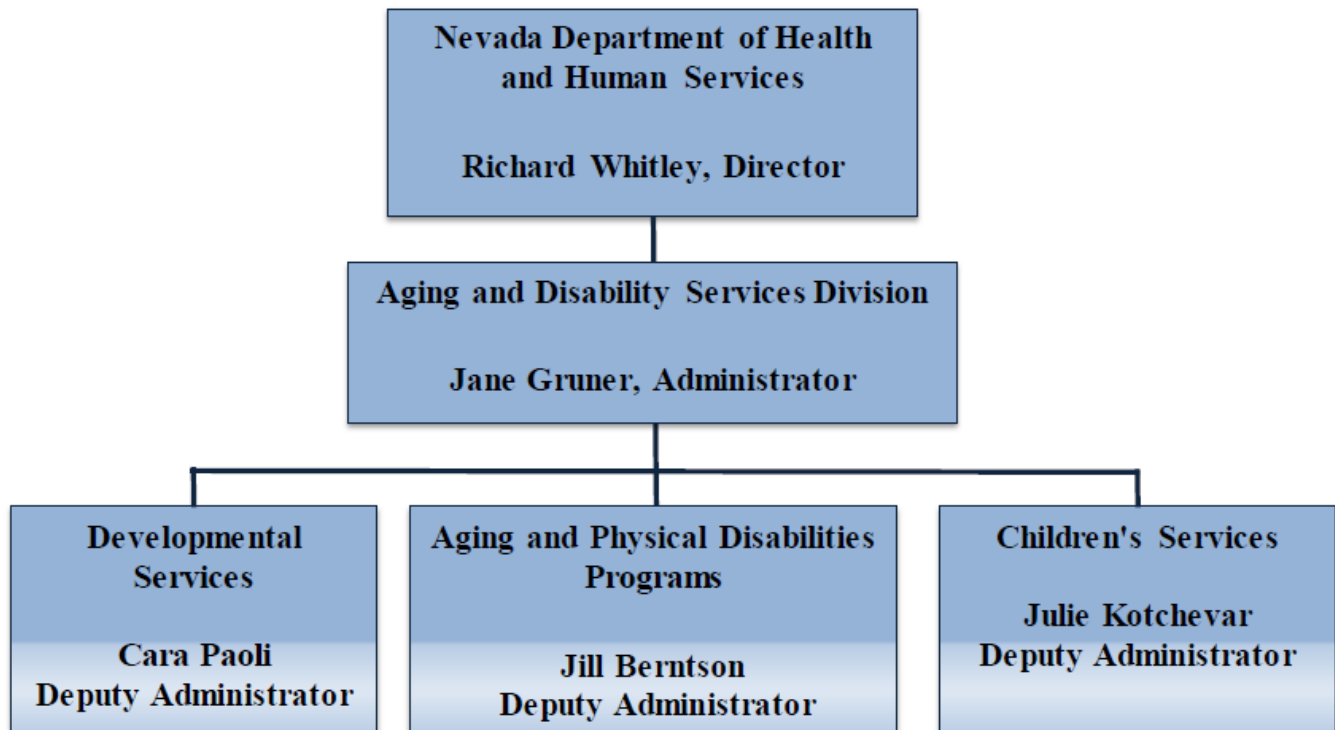 Nevada Department of Health
and Human Services
Richard Whitley, Director
Aging and Disability Services Division
Jane Gruner, Administrator
Developmental
Services
Cara Paoli
Deputy Administrator
Aging and Physical Disabilities
Programs
Jill Berntson
Deputy Administrator
Children's Services
Julie Kotchevar
Deputy Administrator